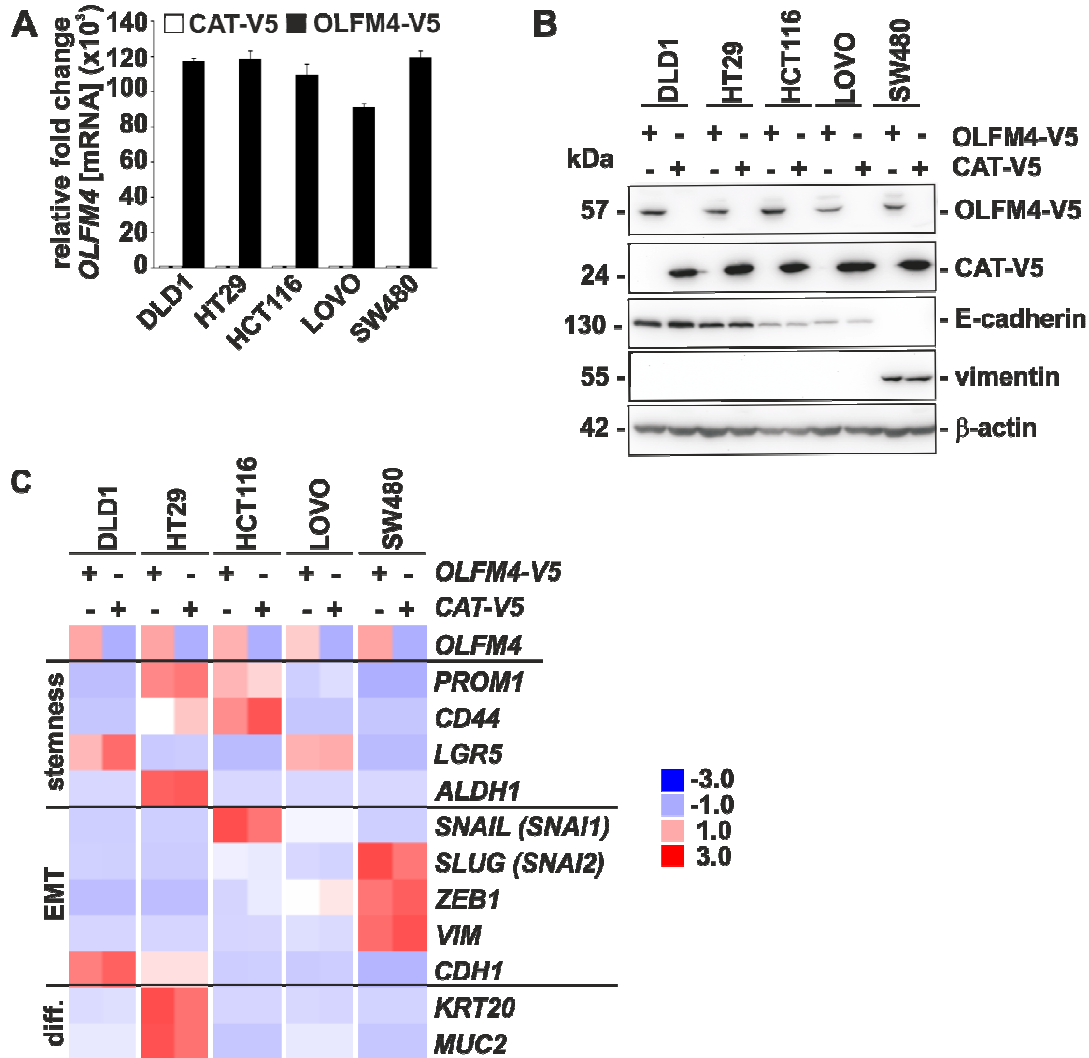 A
CAT-V5 OLFM4-V5
relative fold change
OLFM4 [mRNA] (x10³)
140
120
100
80
60
40
20
0
DLD1 HT29 HCT116 LOVO SW480
B
DLD1 HT29 HCT116 LOVO SW480
+ - + - + - + - + - OLFM4-V5
kDa - + - + - + - + - + CAT-V5
57 - - OLFM4-V5
24 - - CAT-V5
130 - - E-cadherin
55 - - vimentin
42 - - β-actin
C
DLD1 HT29 HCT116 LOVO SW480
+ - + - + - + - + - OLFM4-V5
- + - + - + - + - + CAT-V5
OLFM4
stemness
PROM1
CD44
LGR5
ALDH1
EMT
SNAIL (SNAI1)
SLUG (SNAI2)
ZEB1
VIM
CDH1
diff.
KRT20
MUC2
-3.0
-1.0
1.0
3.0